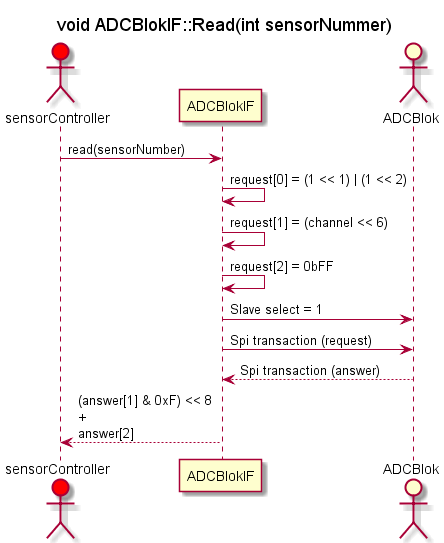 void ADCBlokIF::Read(int sensorNummer)
sensorController
ADCBlokIF
ADCBlok
read(sensorNumber)
request[0] = (1 << 1) | (1 << 2)
request[1] = (channel << 6)
request[2] = 0bFF
Slave select = 1
Spi transaction (request)
Spi transaction (answer)
(answer[1] & 0xF) << 8
+
answer[2]
sensorController
ADCBlokIF
ADCBlok